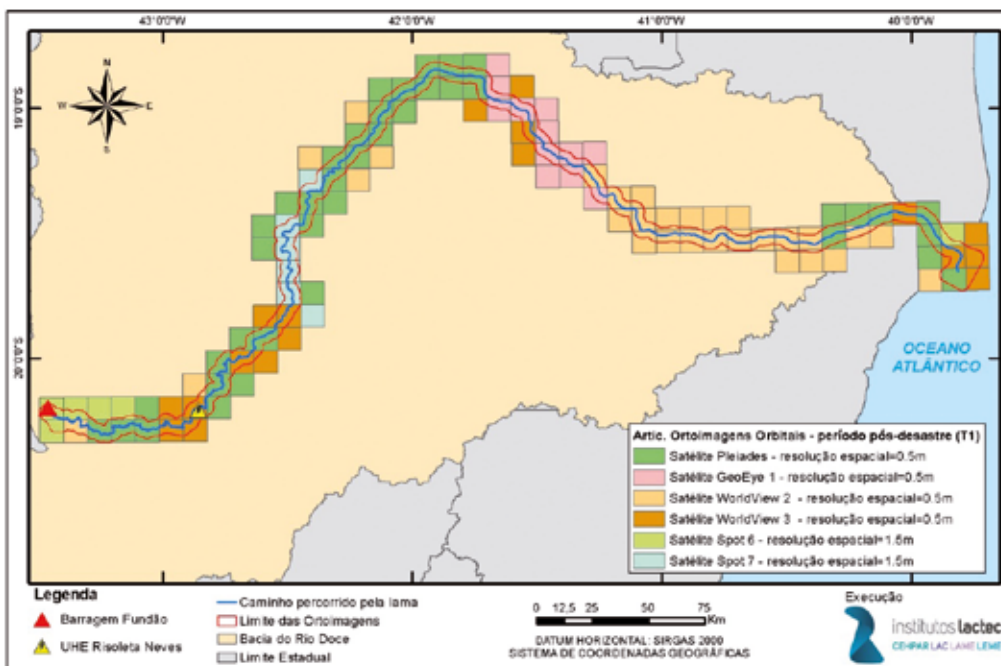 43°0'0"W 42°0'0"W 41°0'0"W 40°0'0"W
N
W E
S
19°0'0"S
20°0'0"S
OCEANO
ATLÂNTICO
Artic. Ortoimagens Orbitais - período pós-desastre (T1)
Satélite Pleiades - resolução espacial=0.5m
Satélite GeoEye 1 - resolução espacial=0.5m
Satélite WorldView 2 - resolução espacial=0.5m
Satélite WorldView 3 - resolução espacial=0.5m
Satélite Spot 6 - resolução espacial=1.5m
Satélite Spot 7 - resolução espacial=1.5m
Legenda
Barragem Fundão
UHE Risoleta Neves
Caminho percorrido pela lama
Limite das Ortoimagens
Bacia do Rio Doce
Limite Estadual
0 12,5 25 50 75
Km
DATUM HORIZONTAL: SIRGAS 2000
SISTEMA DE COORDENADAS GEOGRÁFICAS
Execução
institutos lactec
CEHPAR LAC LAME LEME